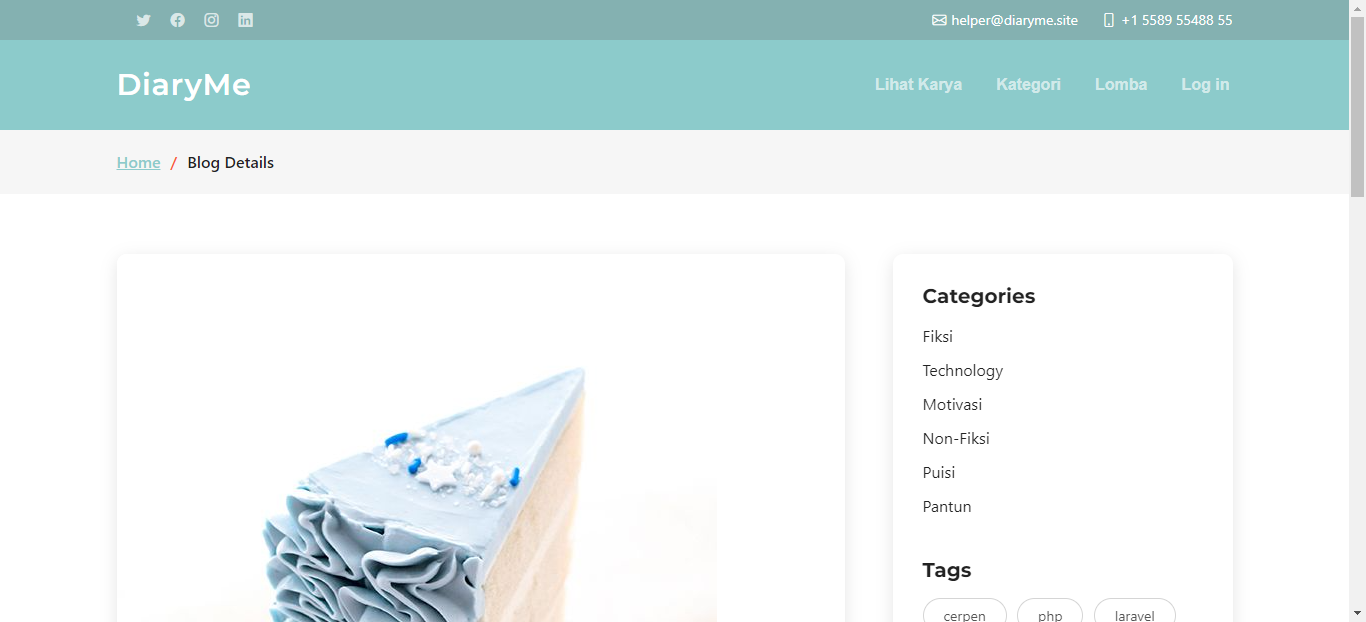 helper@diaryme.site +1 5589 55488 55
DiaryMe
Lihat Karya Kategori Lomba Log in
Home / Blog Details
Categories
Fiksi
Technology
Motivasi
Non-Fiksi
Puisi
Pantun
Tags
cerpen php laravel